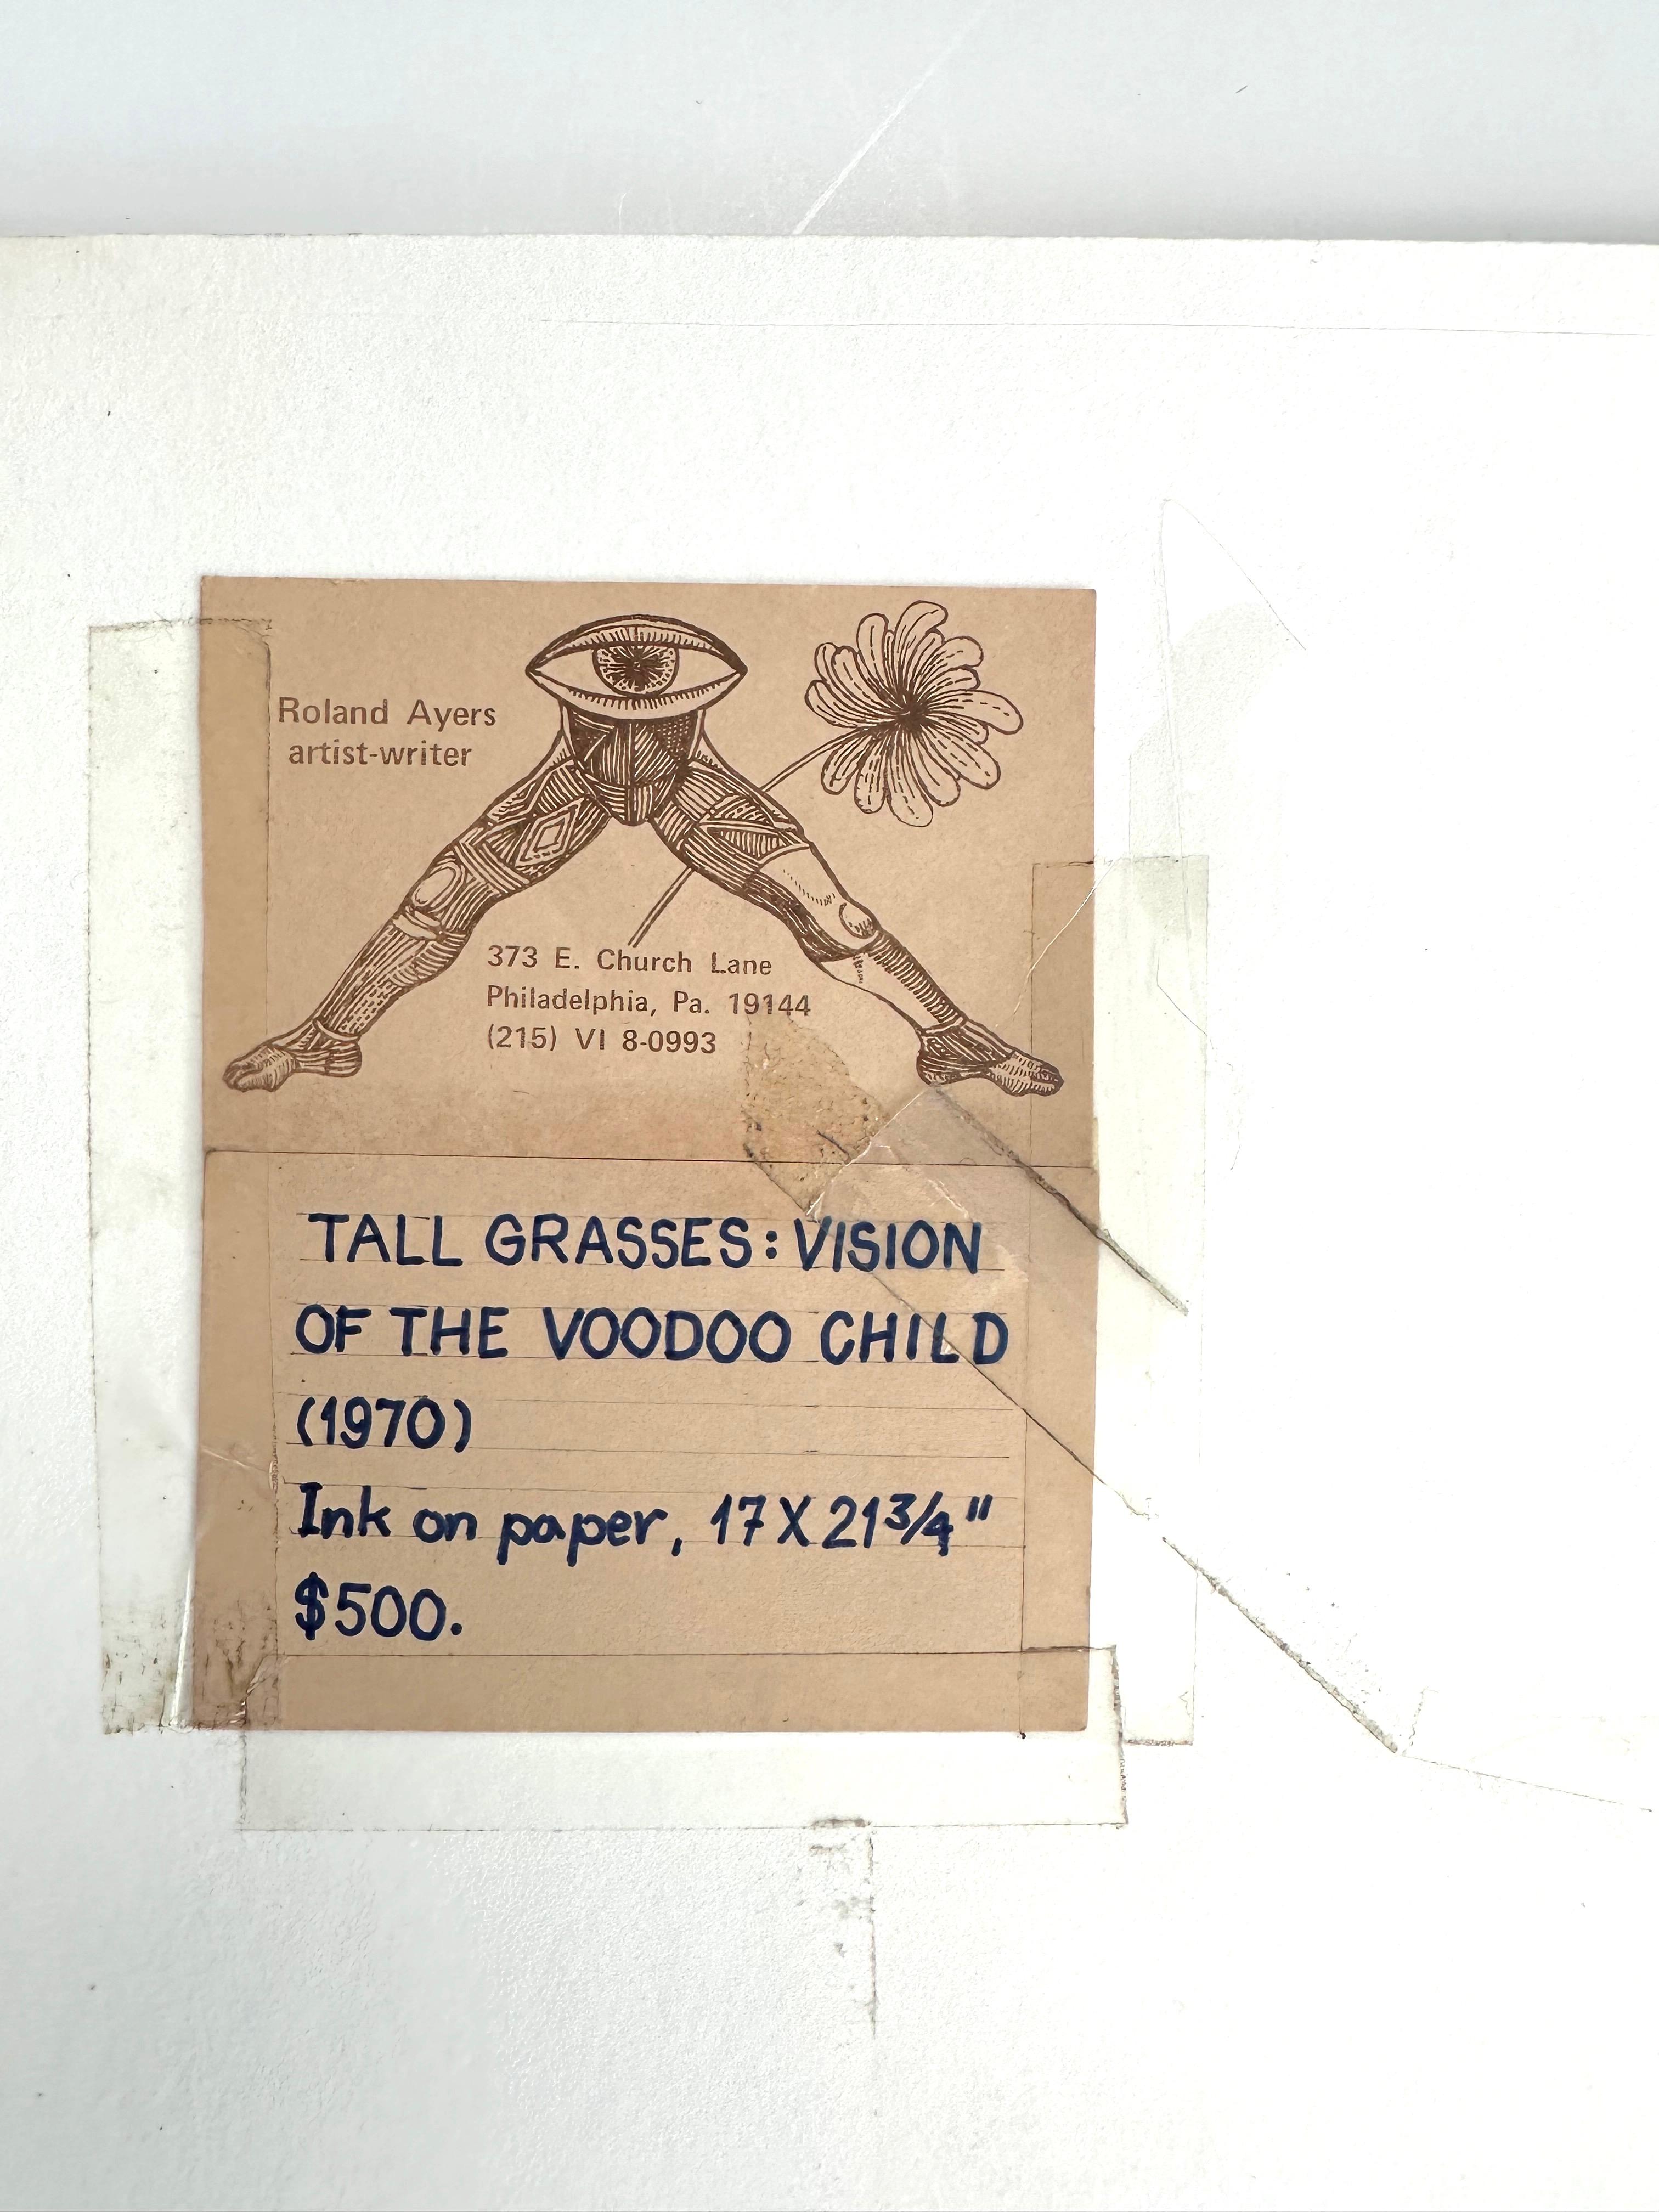 Roland Ayers
artist-writer
373 E. Church Lane
Philadelphia, Pa. 19144
(215) VI 8-0993
TALL GRASSES: VISION
OF THE VOODOO CHILD
(1970)
Ink on paper, 17 X 21 3/4"
$500.